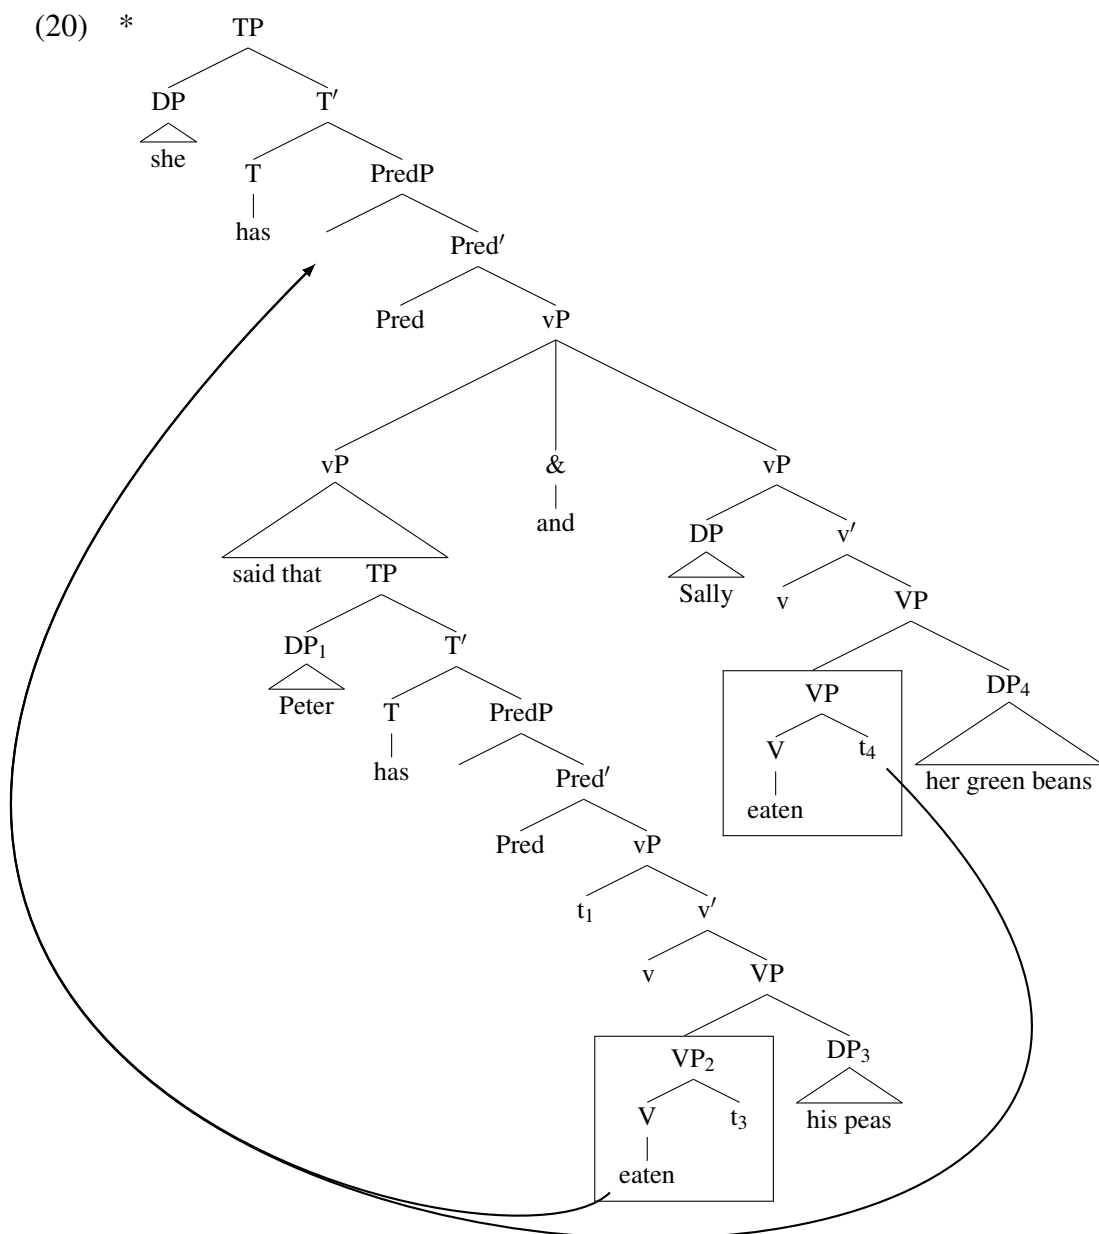 (20) * TP
DP T′
she
T PredP
has
Pred′
Pred vP
vP & vP
and
DP v′
said that TP
Sally v VP
DP₁ T′
Peter
T PredP
VP DP₄
has
V t₄
Pred′
eaten
her green beans
Pred vP
t₁ v′
v VP
VP₂ DP₃
V t₃
his peas
eaten